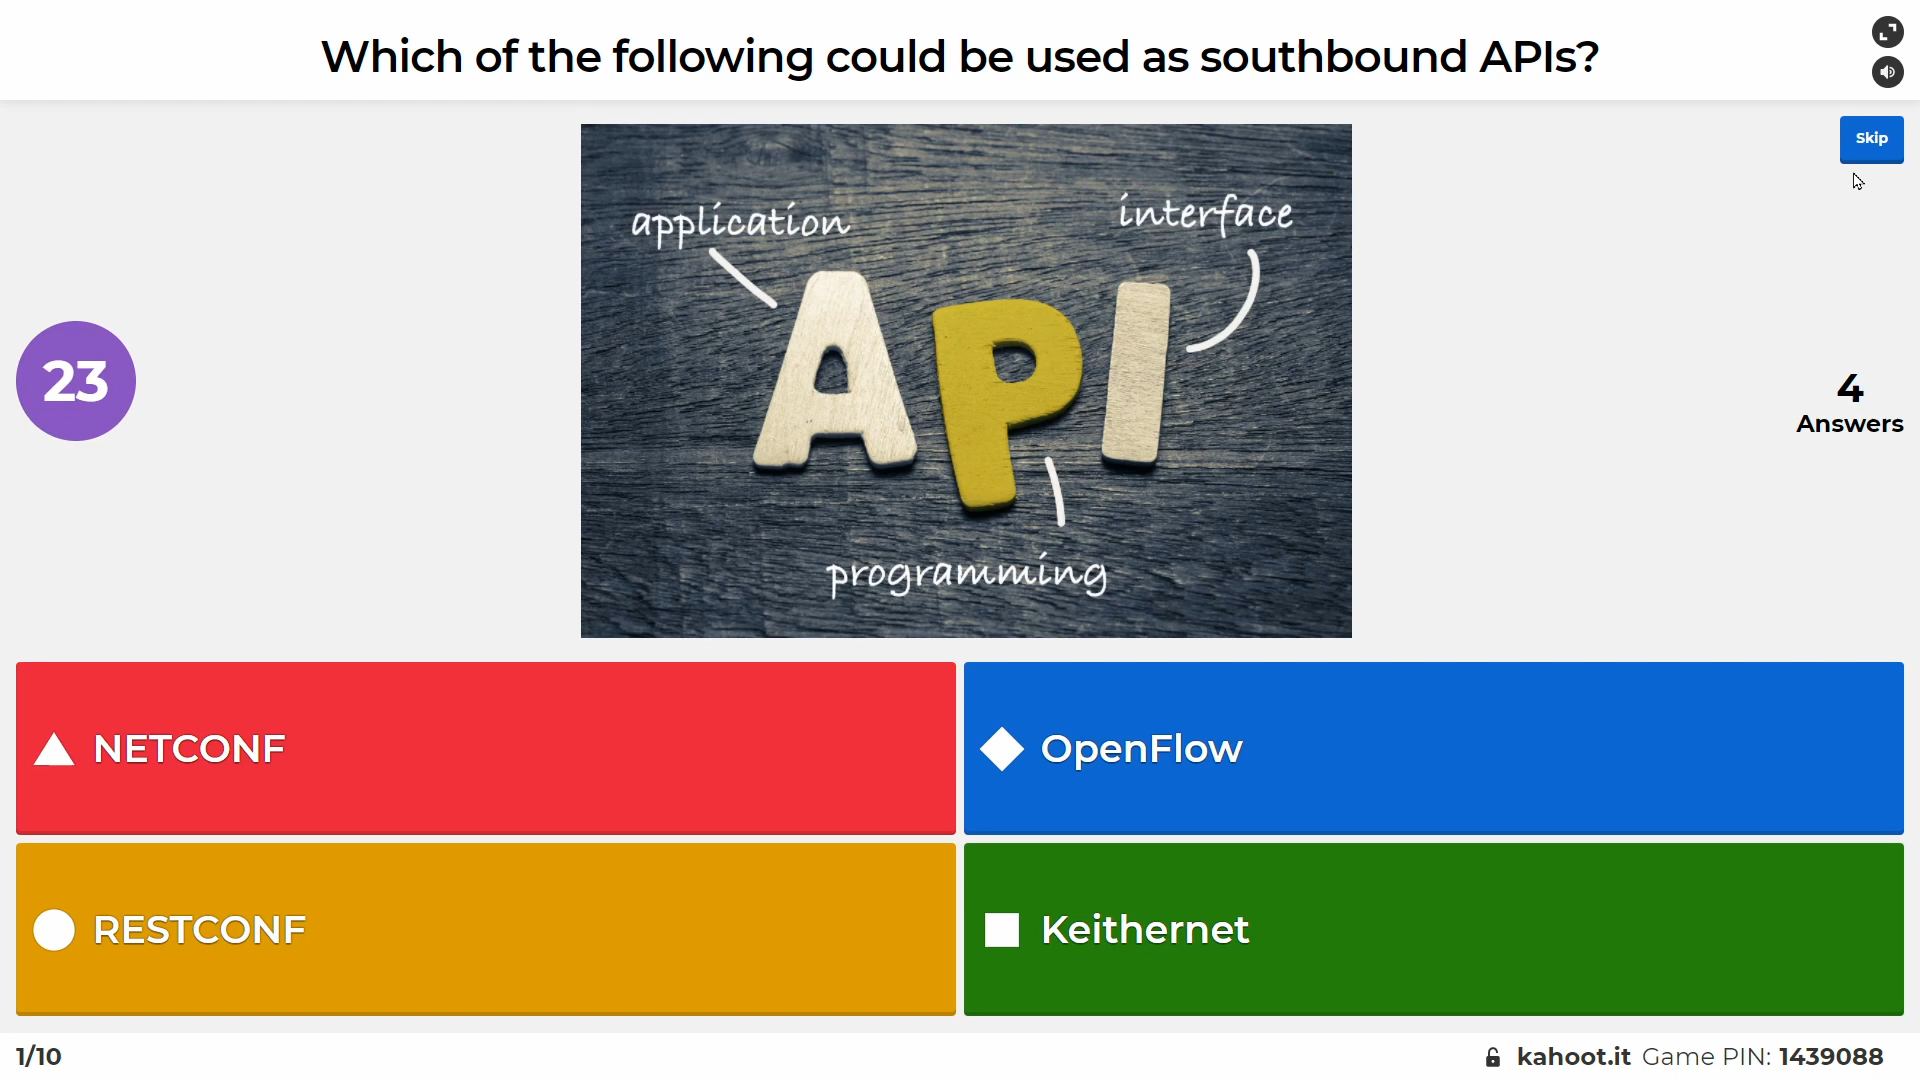 Which of the following could be used as southbound APIs?
Skip
application
interface
API
programming
23
4
Answers
NETCONF
OpenFlow
RESTCONF
Keithernet
1/10
kahoot.it Game PIN: 1439088